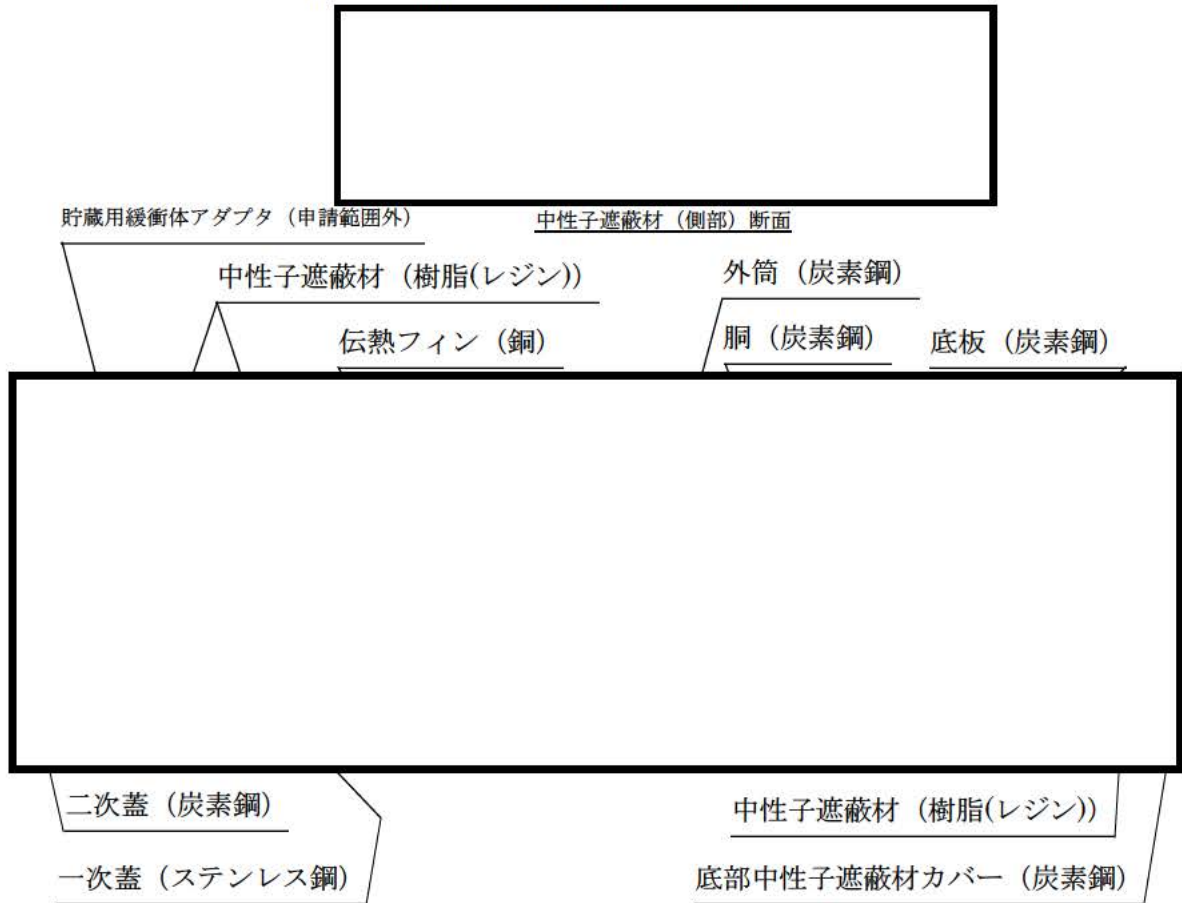 貯蔵用緩衝体アダプタ（申請範囲外）
中性子遮蔽材（側部）断面
中性子遮蔽材（樹脂(レジン)）
外筒（炭素鋼）
伝熱フィン（銅）
胴（炭素鋼）
底板（炭素鋼）
二次蓋（炭素鋼）
中性子遮蔽材（樹脂(レジン)）
一次蓋（ステンレス鋼）
底部中性子遮蔽材カバー（炭素鋼）